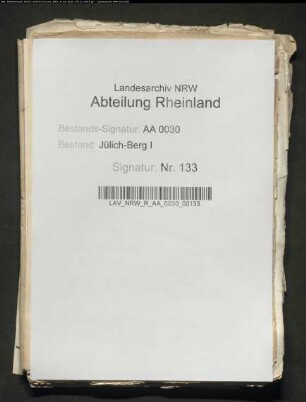 Landesarchiv NRW
Abteilung Rheinland
Bestands-Signatur: AA 0030
Bestand: Jülich-Berg I
Signatur: Nr. 133
LAV_NRW_R_AA_0030_00133